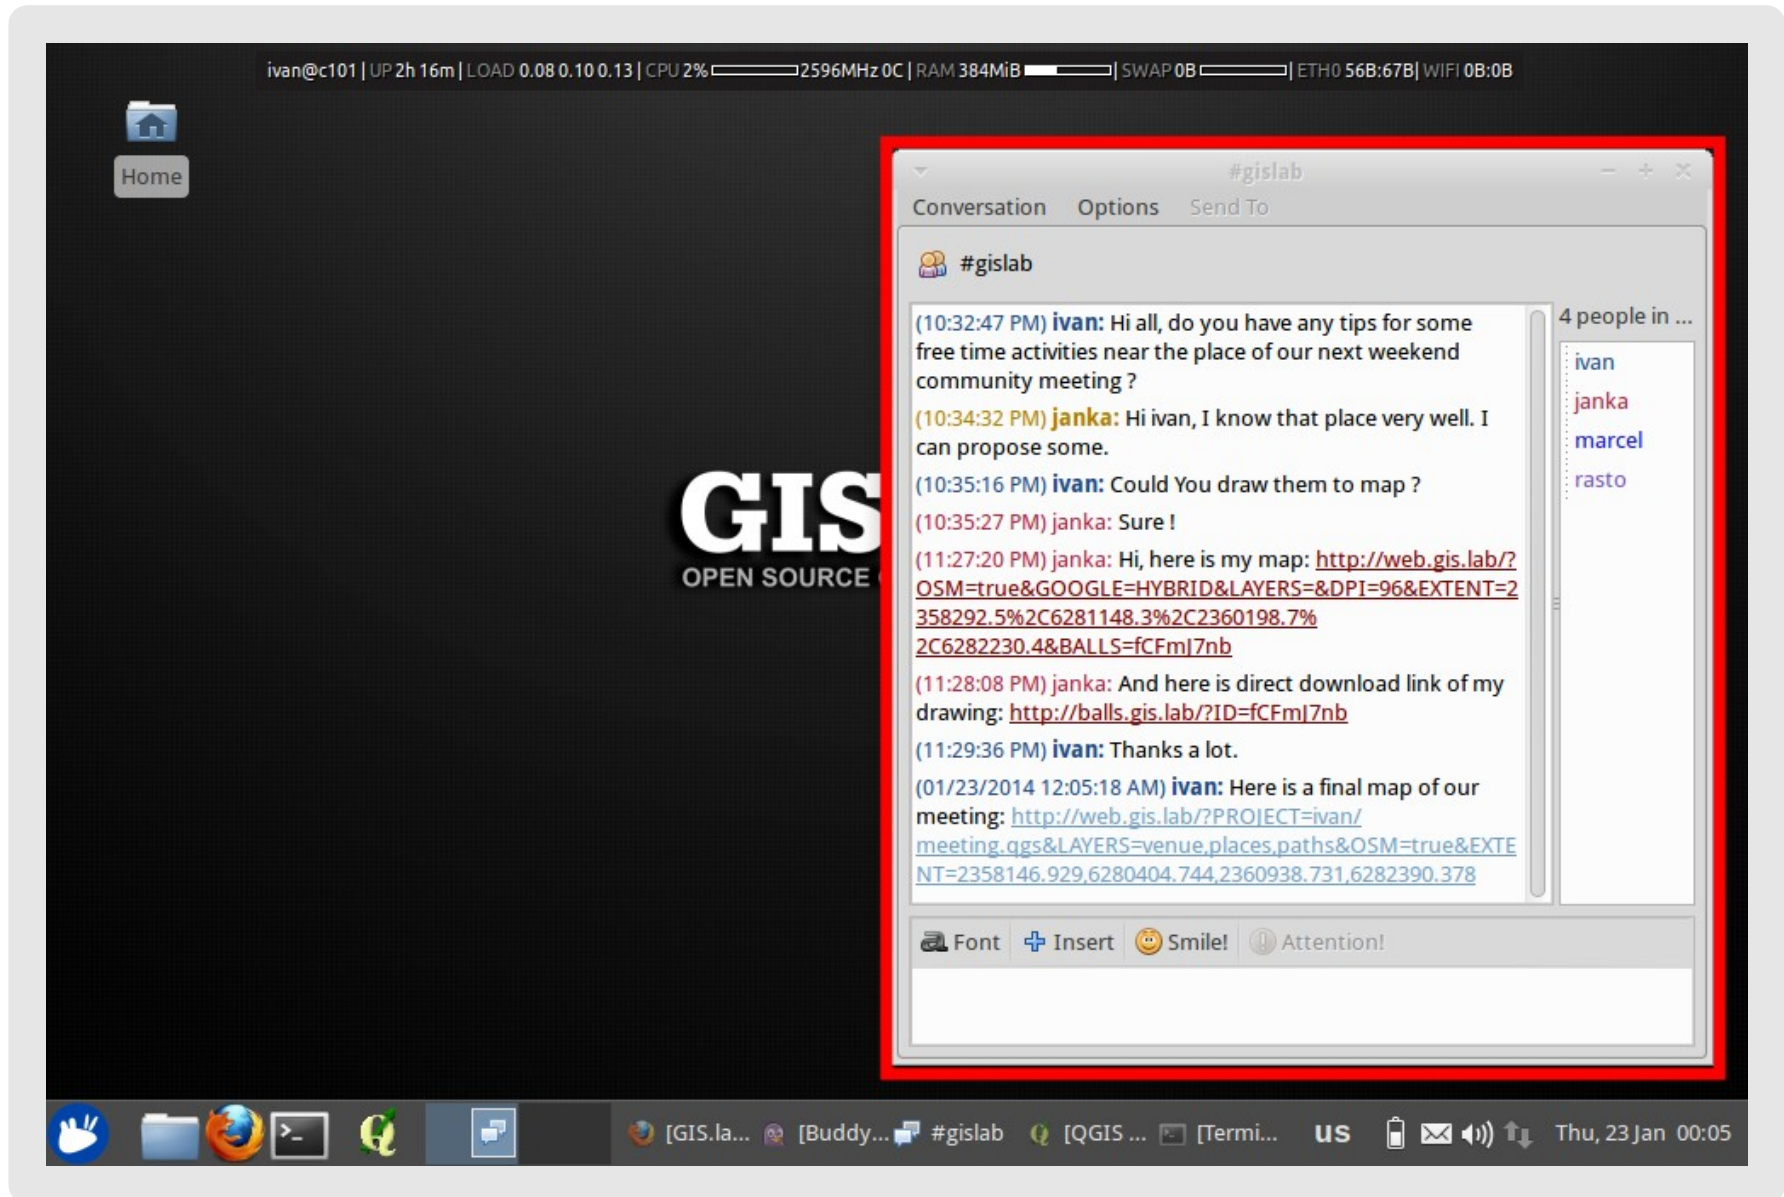 ivan@c101 | UP 2h 16m | LOAD 0.08 0.10 0.13 | CPU 2% 2596MHz 0C | RAM 384MiB | SWAP 0B | ETH0 56B:67B| WIFI 0B:0B
Home
GIS
OPEN SOURCE
#gislab
Conversation Options Send To
#gislab
(10:32:47 PM) ivan: Hi all, do you have any tips for some
free time activities near the place of our next weekend
community meeting ?
(10:34:32 PM) janka: Hi ivan, I know that place very well. I
can propose some.
(10:35:16 PM) ivan: Could You draw them to map ?
(10:35:27 PM) janka: Sure !
(11:27:20 PM) janka: Hi, here is my map: http://web.gis.lab/?
OSM=true&GOOGLE=HYBRID&LAYERS=&DPI=96&EXTENT=2
358292.5%2C6281148.3%2C2360198.7%
2C6282230.4&BALLS=fCFmJ7nb
(11:28:08 PM) janka: And here is direct download link of my
drawing: http://balls.gis.lab/?ID=fCFmJ7nb
(11:29:36 PM) ivan: Thanks a lot.
(01/23/2014 12:05:18 AM) ivan: Here is a final map of our
meeting: http://web.gis.lab/?PROJECT=ivan/
meeting.qgs&LAYERS=venue,places,paths&OSM=true&EXTE
NT=2358146.929,6280404.744,2360938.731,6282390.378
4 people in ...
ivan
janka
marcel
rasto
Font Insert Smile! Attention!
[GIS.la... [Buddy... #gislab [QGIS ... [Termi... us Thu, 23 Jan 00:05